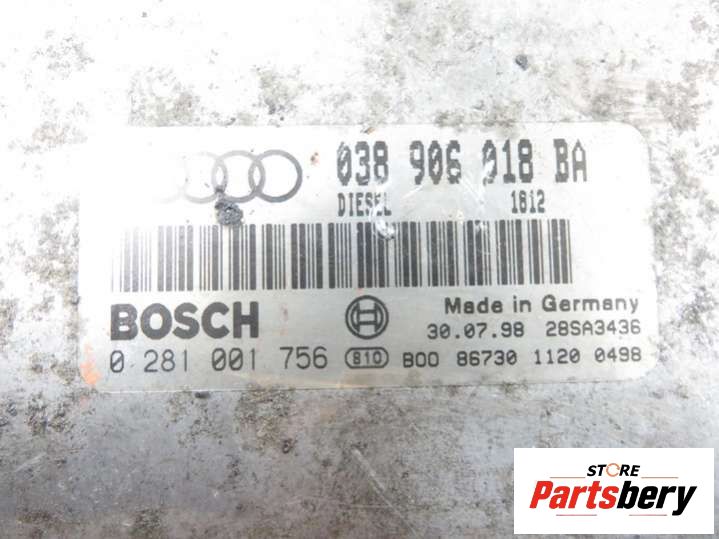 038 906 018 BA
DIESEL 1812
BOSCH
Made in Germany
30.07.98 28SA3436
0 281 001 756 810 B00 86730 1120 0498
STORE
Partsbery